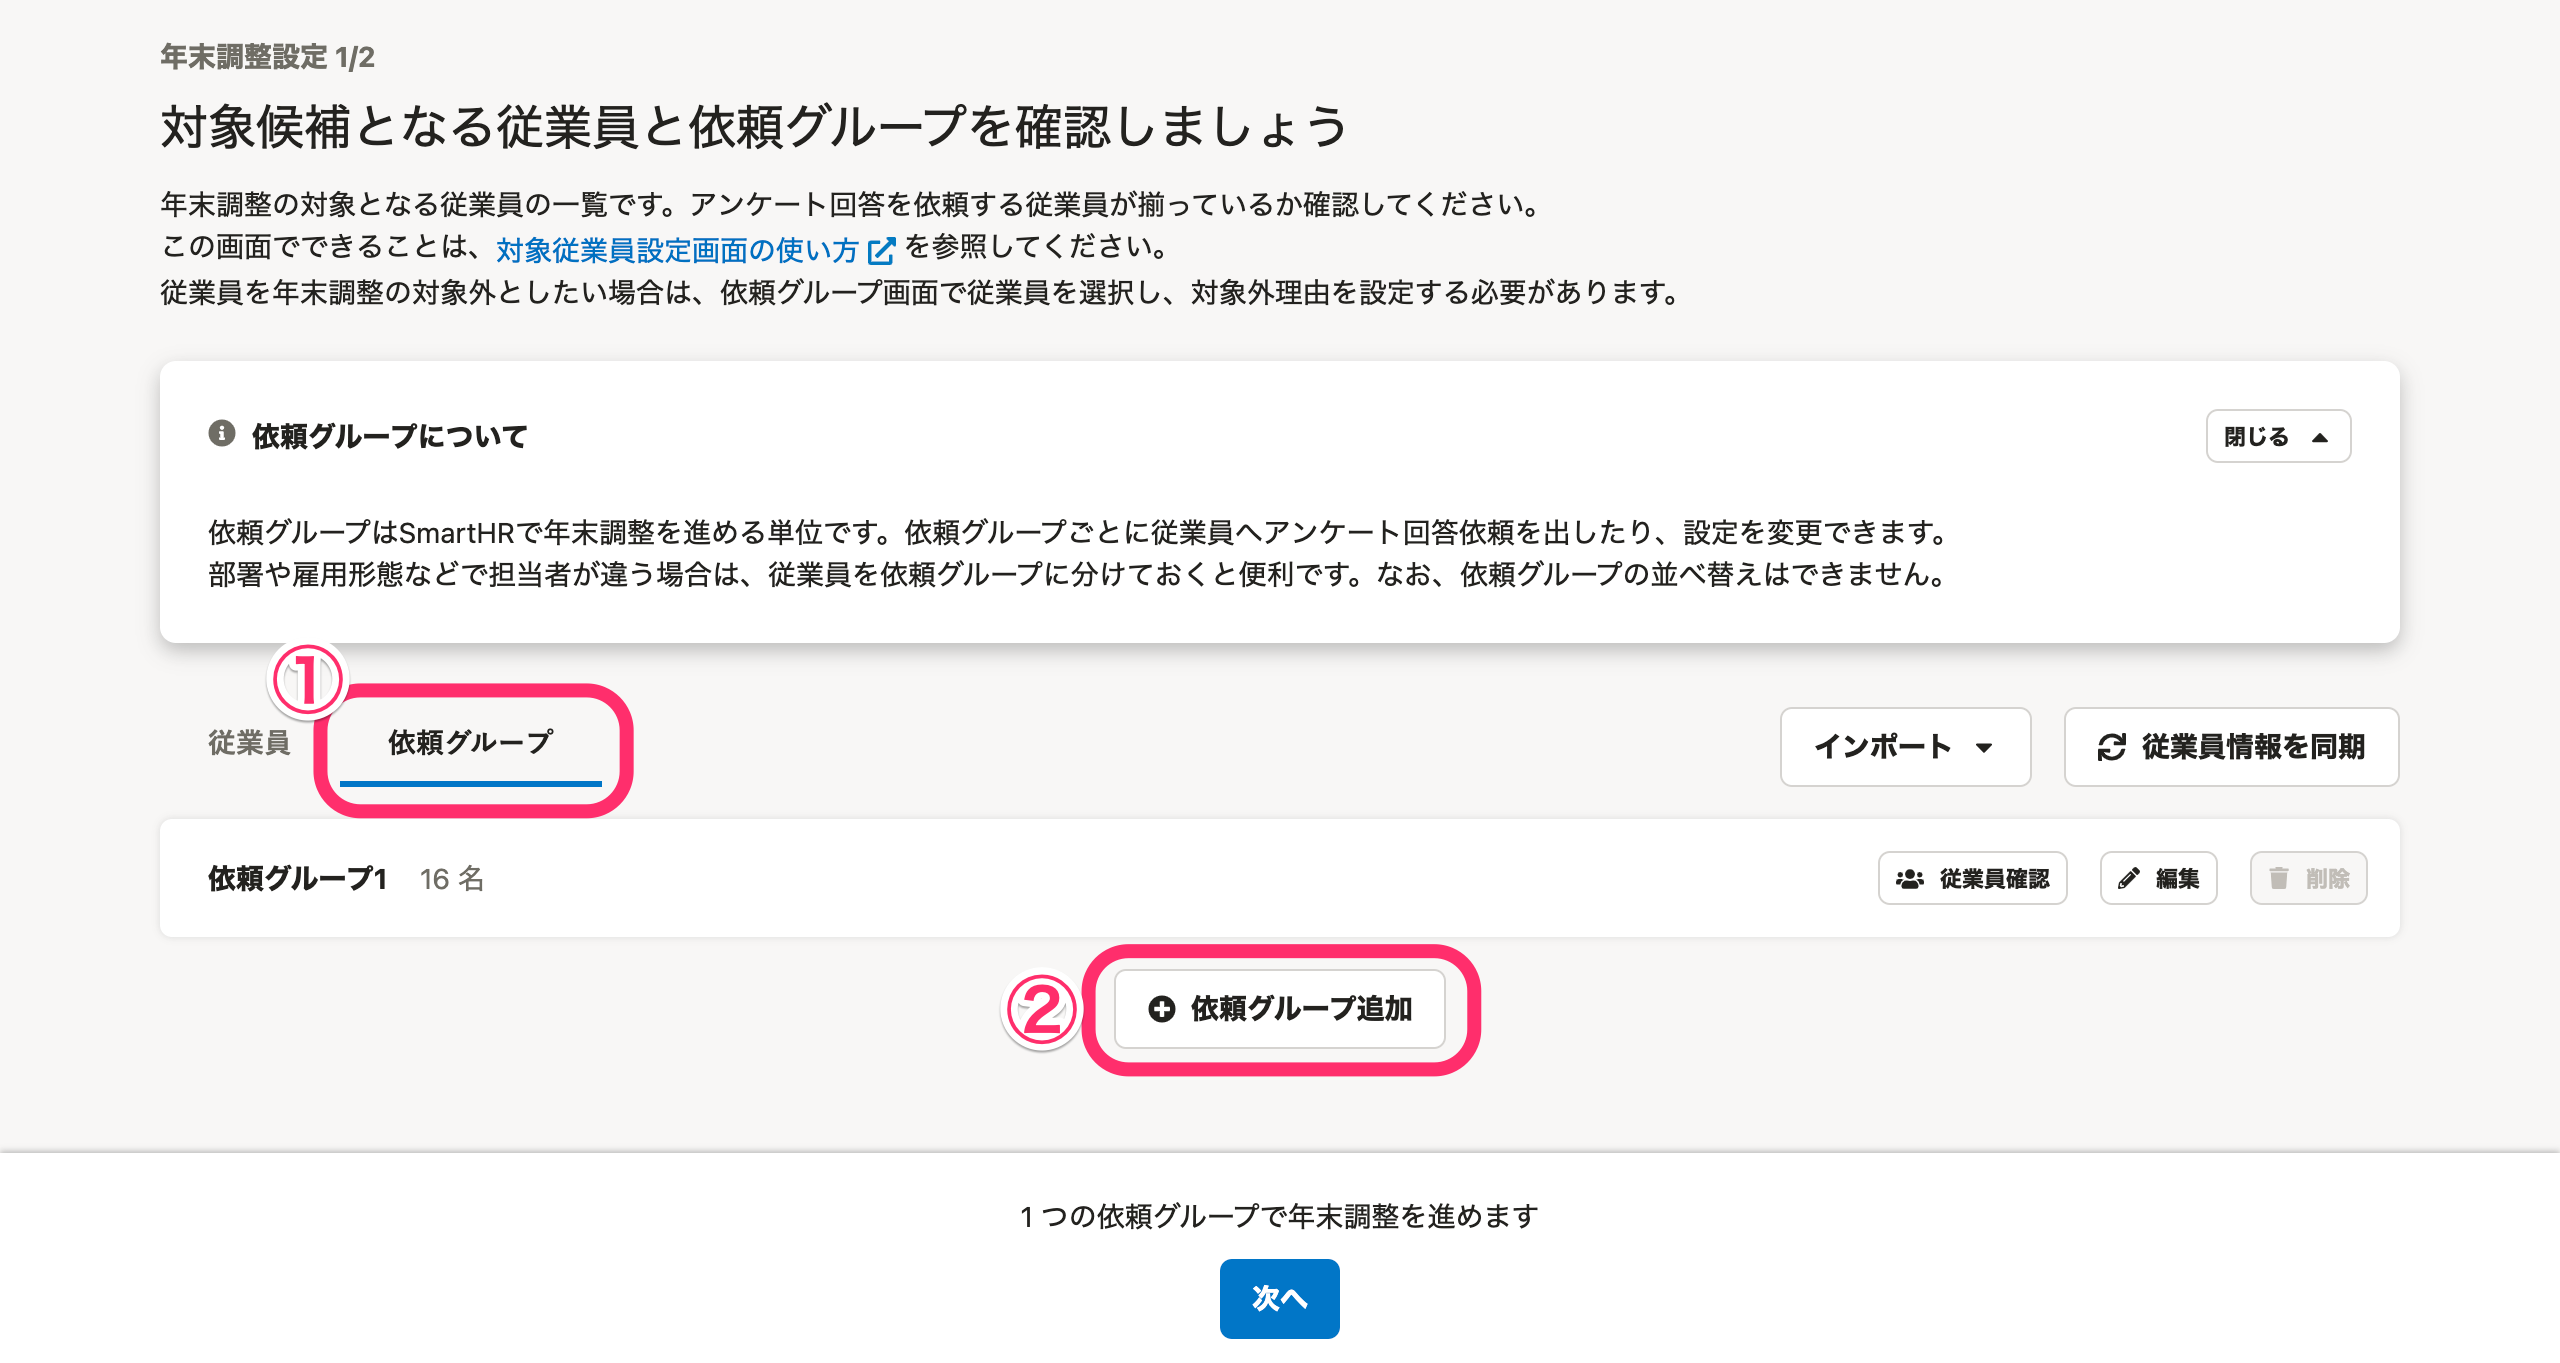 年末調整設定 1/2
対象候補となる従業員と依頼グループを確認しましょう
年末調整の対象となる従業員の一覧です。アンケート回答を依頼する従業員が揃っているか確認してください。
この画面でできることは、対象従業員設定画面の使い方 を参照してください。
従業員を年末調整の対象外としたい場合は、依頼グループ画面で従業員を選択し、対象外理由を設定する必要があります。
依頼グループについて
閉じる
依頼グループはSmartHRで年末調整を進める単位です。依頼グループごとに従業員へアンケート回答依頼を出したり、設定を変更できます。
部署や雇用形態などで担当者が違う場合は、従業員を依頼グループに分けておくと便利です。なお、依頼グループの並べ替えはできません。
①
従業員 依頼グループ インポート 従業員情報を同期
依頼グループ1 16 名 従業員確認 編集 削除
② 依頼グループ追加
1 つの依頼グループで年末調整を進めます
次へ